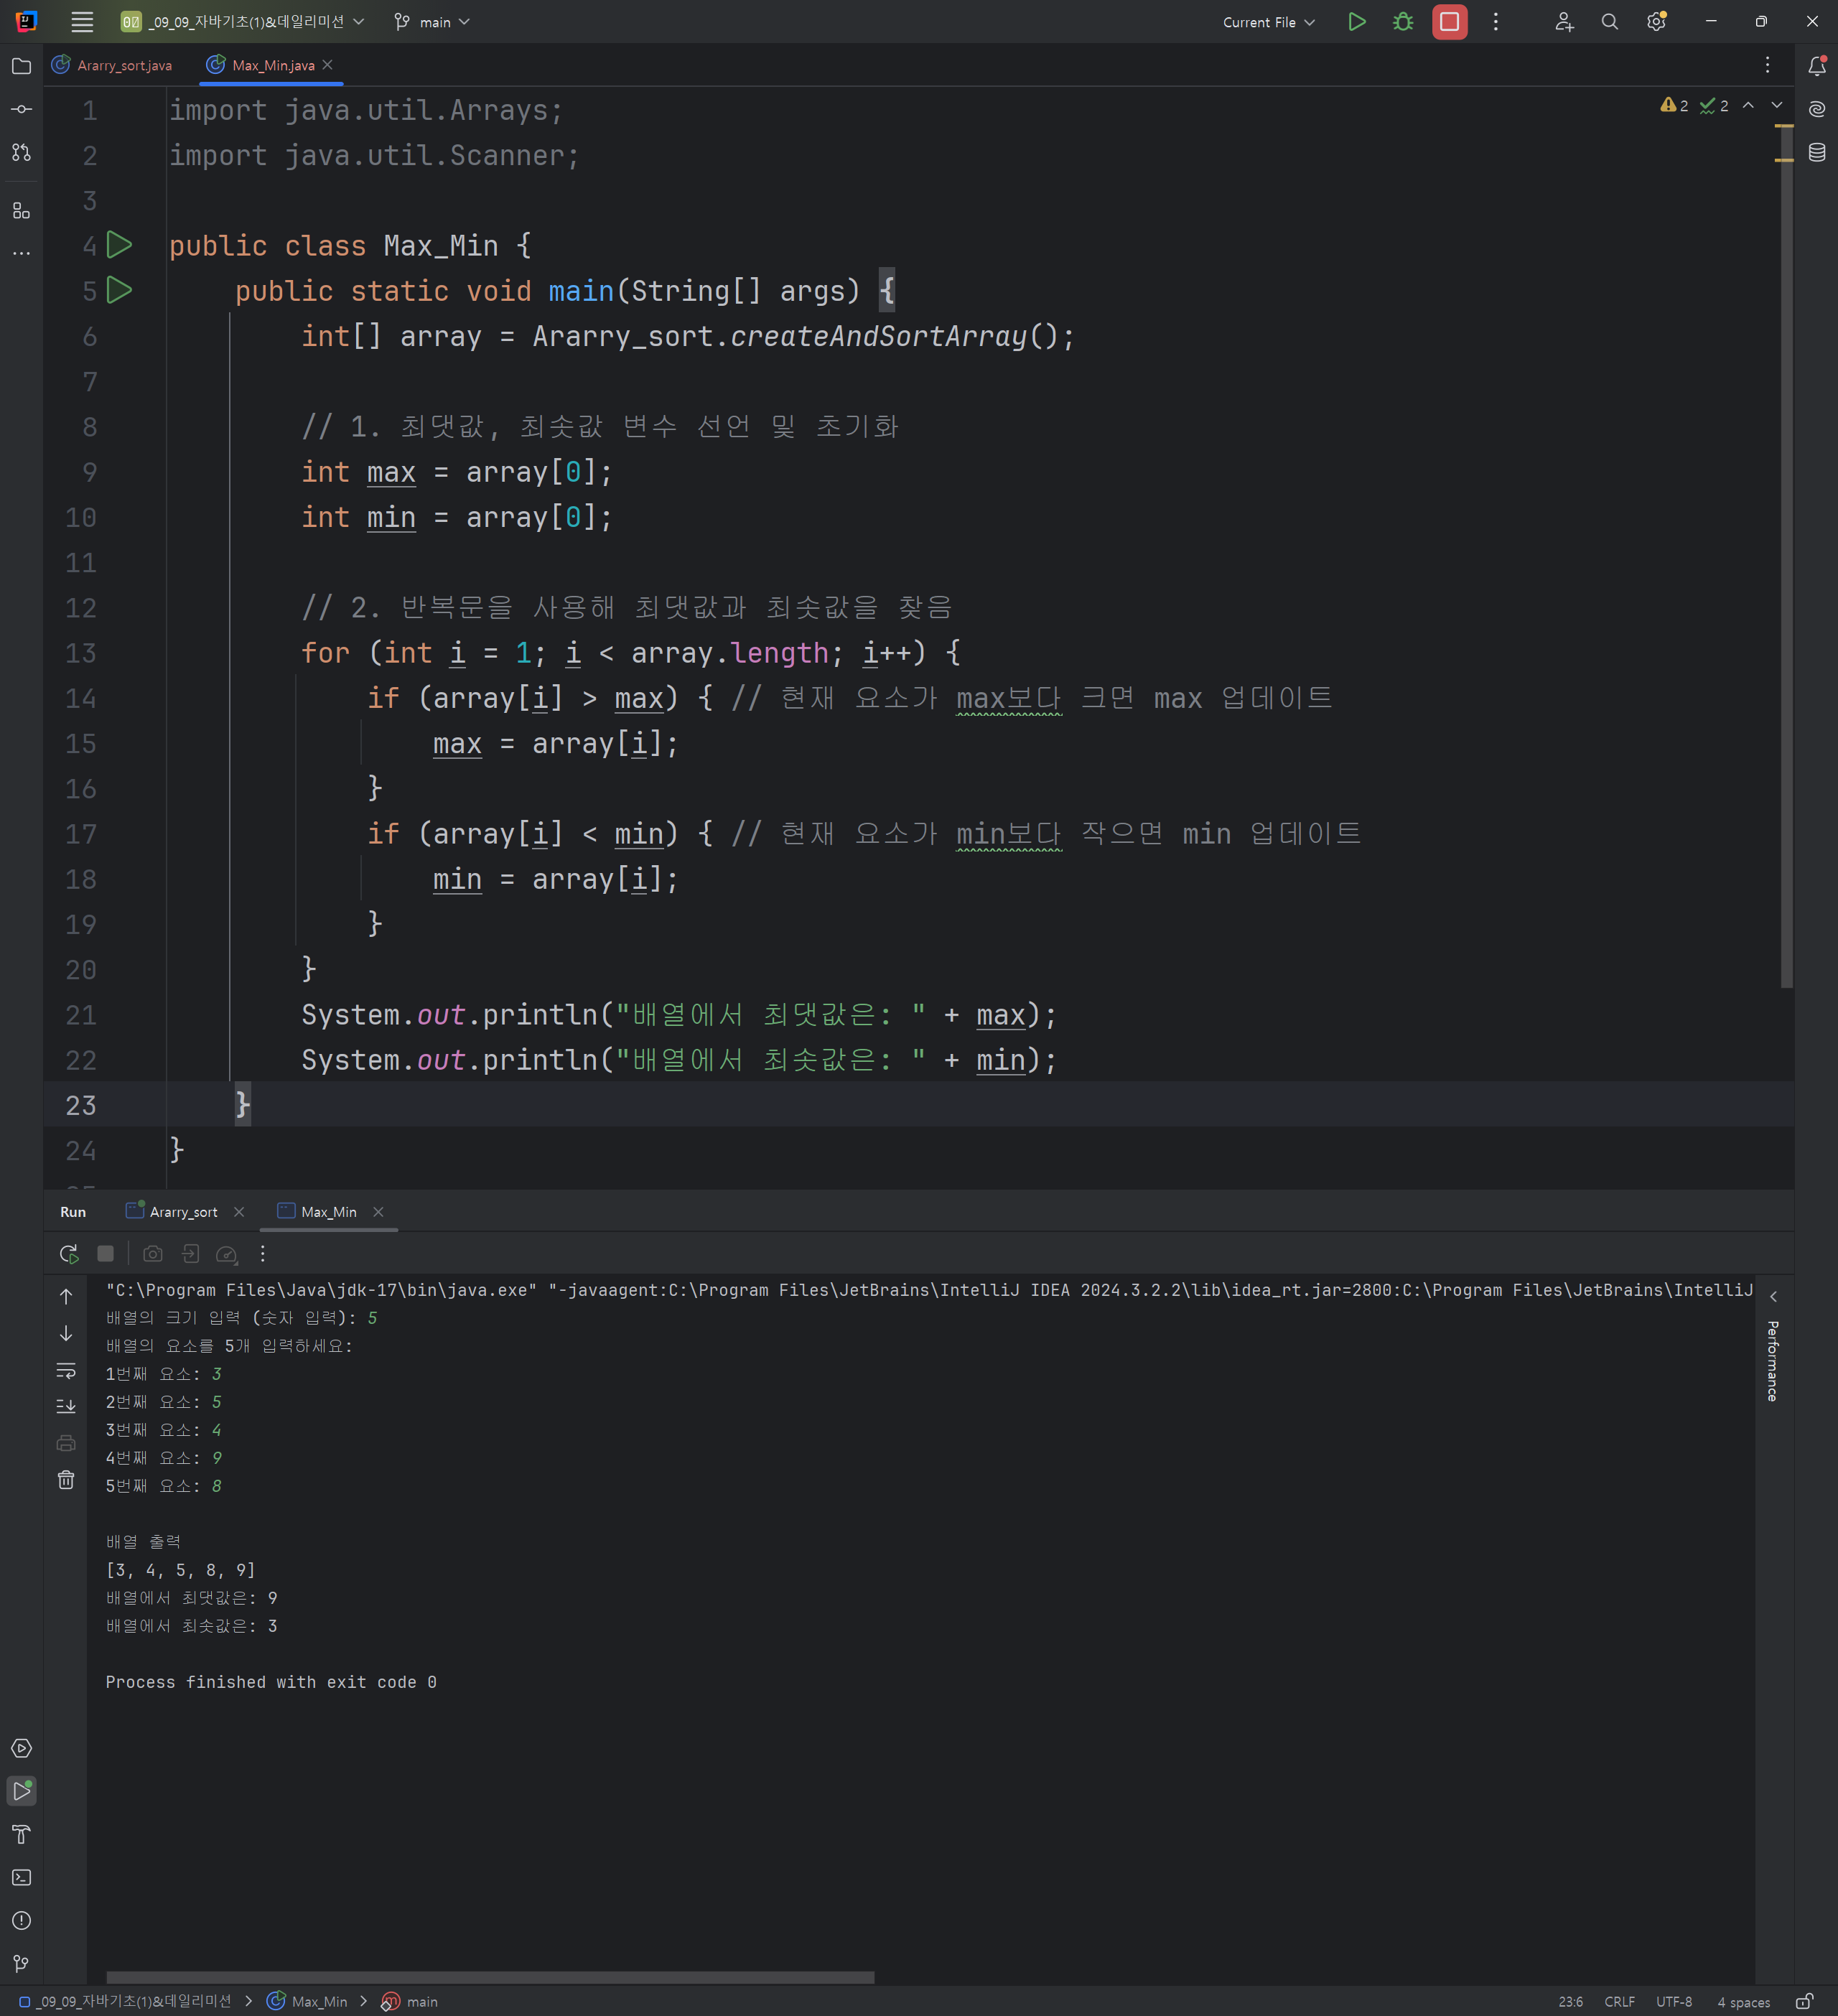 00 _09_09_자바기초(1)&데일리미션 main Current File
Ararry_sort.java Max_Min.java
2 2
1 import java.util.Arrays;
2 import java.util.Scanner;
3
4 public class Max_Min {
5 public static void main(String[] args) {
6 int[] array = Ararry_sort.createAndSortArray();
7
8 // 1. 최댓값, 최솟값 변수 선언 및 초기화
9 int max = array[0];
10 int min = array[0];
11
12 // 2. 반복문을 사용해 최댓값과 최솟값을 찾음
13 for (int i = 1; i < array.length; i++) {
14 if (array[i] > max) { // 현재 요소가 max보다 크면 max 업데이트
15 max = array[i];
16 }
17 if (array[i] < min) { // 현재 요소가 min보다 작으면 min 업데이트
18 min = array[i];
19 }
20 }
21 System.out.println("배열에서 최댓값은: " + max);
22 System.out.println("배열에서 최솟값은: " + min);
23 }
24 }
Run Ararry_sort Max_Min
"C:\Program Files\Java\jdk-17\bin\java.exe" "-javaagent:C:\Program Files\JetBrains\IntelliJ IDEA 2024.3.2.2\lib\idea_rt.jar=2800:C:\Program Files\JetBrains\IntelliJ
배열의 크기 입력 (숫자 입력): 5
배열의 요소를 5개 입력하세요:
1번째 요소: 3
2번째 요소: 5
3번째 요소: 4
4번째 요소: 9
5번째 요소: 8
배열 출력
[3, 4, 5, 8, 9]
배열에서 최댓값은: 9
배열에서 최솟값은: 3
Process finished with exit code 0
Performance
_09_09_자바기초(1)&데일리미션 > Max_Min > main 23:6 CRLF UTF-8 4 spaces